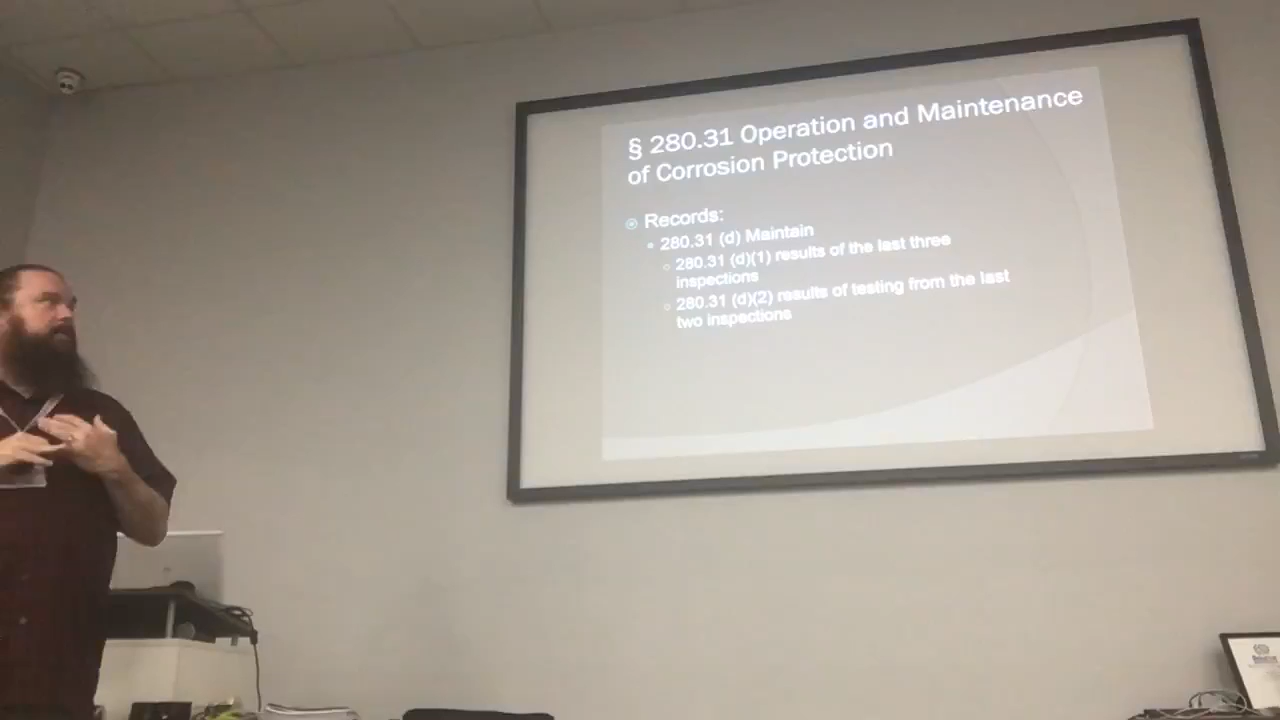 § 280.31 Operation and Maintenance
of Corrosion Protection
Records:
280.31 (d) Maintain
280.31 (d)(1) results of the last three
inspections
280.31 (d)(2) results of testing from the last
two inspections